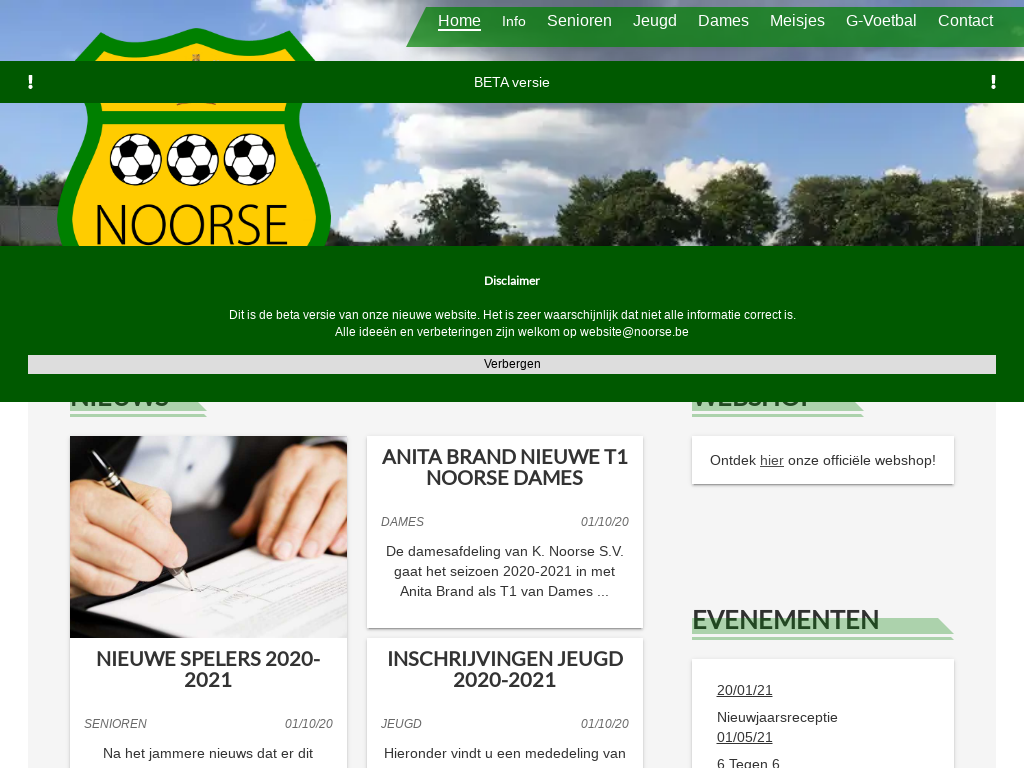 Home Info Senioren Jeugd Dames Meisjes G-Voetbal Contact
BETA versie
NOORSE
Disclaimer
Dit is de beta versie van onze nieuwe website. Het is zeer waarschijnlijk dat niet alle informatie correct is.
Alle ideeën en verbeteringen zijn welkom op website@noorse.be
Verbergen
NIEUWS
WEBSHOP
Ontdek hier onze officiële webshop!
ANITA BRAND NIEUWE T1
NOORSE DAMES
DAMES 01/10/20
De damesafdeling van K. Noorse S.V.
gaat het seizoen 2020-2021 in met
Anita Brand als T1 van Dames ...
NIEUWE SPELERS 2020-
2021
SENIOREN 01/10/20
Na het jammere nieuws dat er dit
INSCHRIJVINGEN JEUGD
2020-2021
JEUGD 01/10/20
Hieronder vindt u een mededeling van
EVENEMENTEN
20/01/21
Nieuwjaarsreceptie
01/05/21
6 Tegen 6